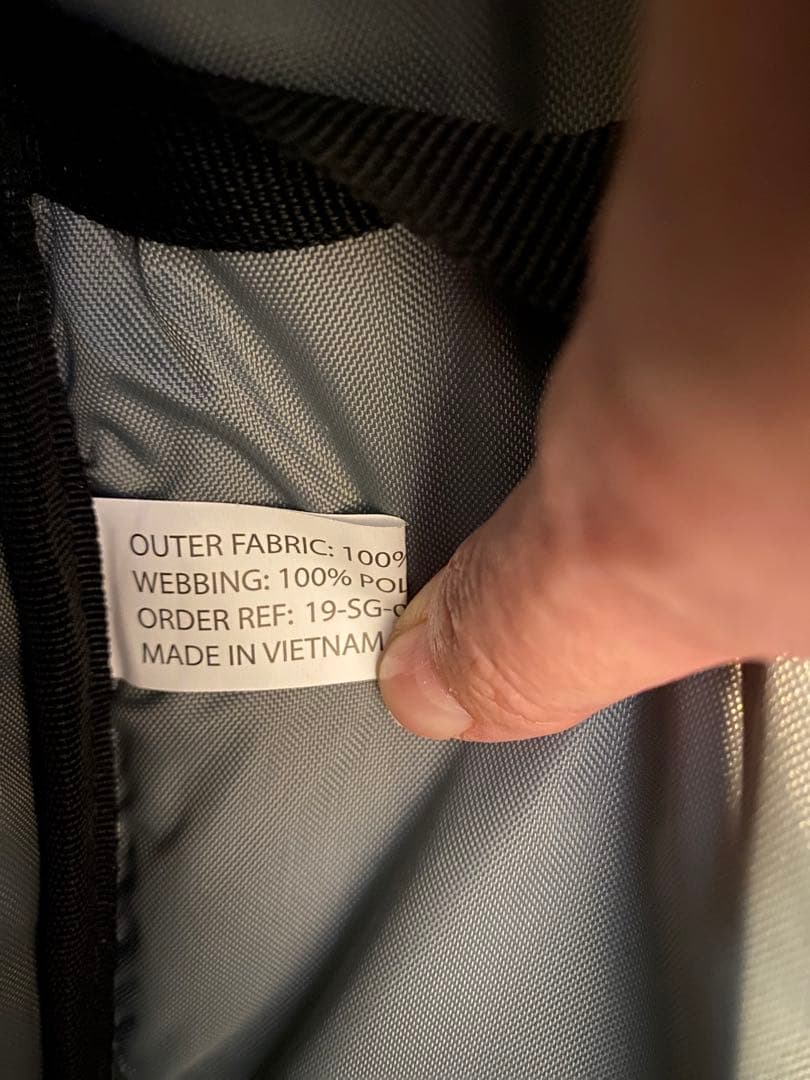 OUTER FABRIC: 100%
WEBBING: 100% POL
ORDER REF: 19-SG-
MADE IN VIETNAM